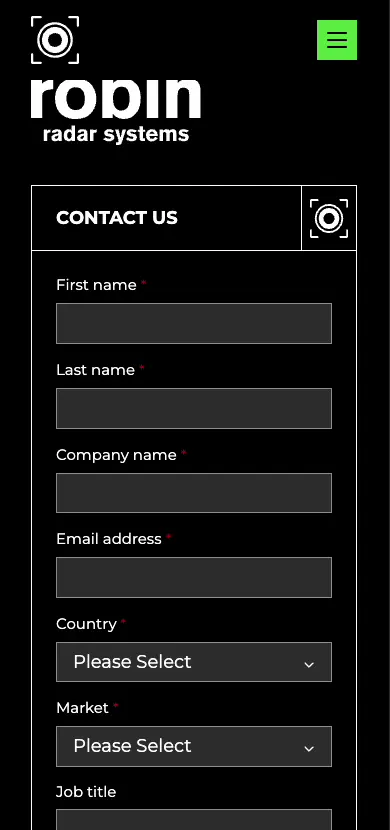 robin
radar systems
CONTACT US
First name *
Last name *
Company name *
Email address *
Country *
Please Select
Market *
Please Select
Job title